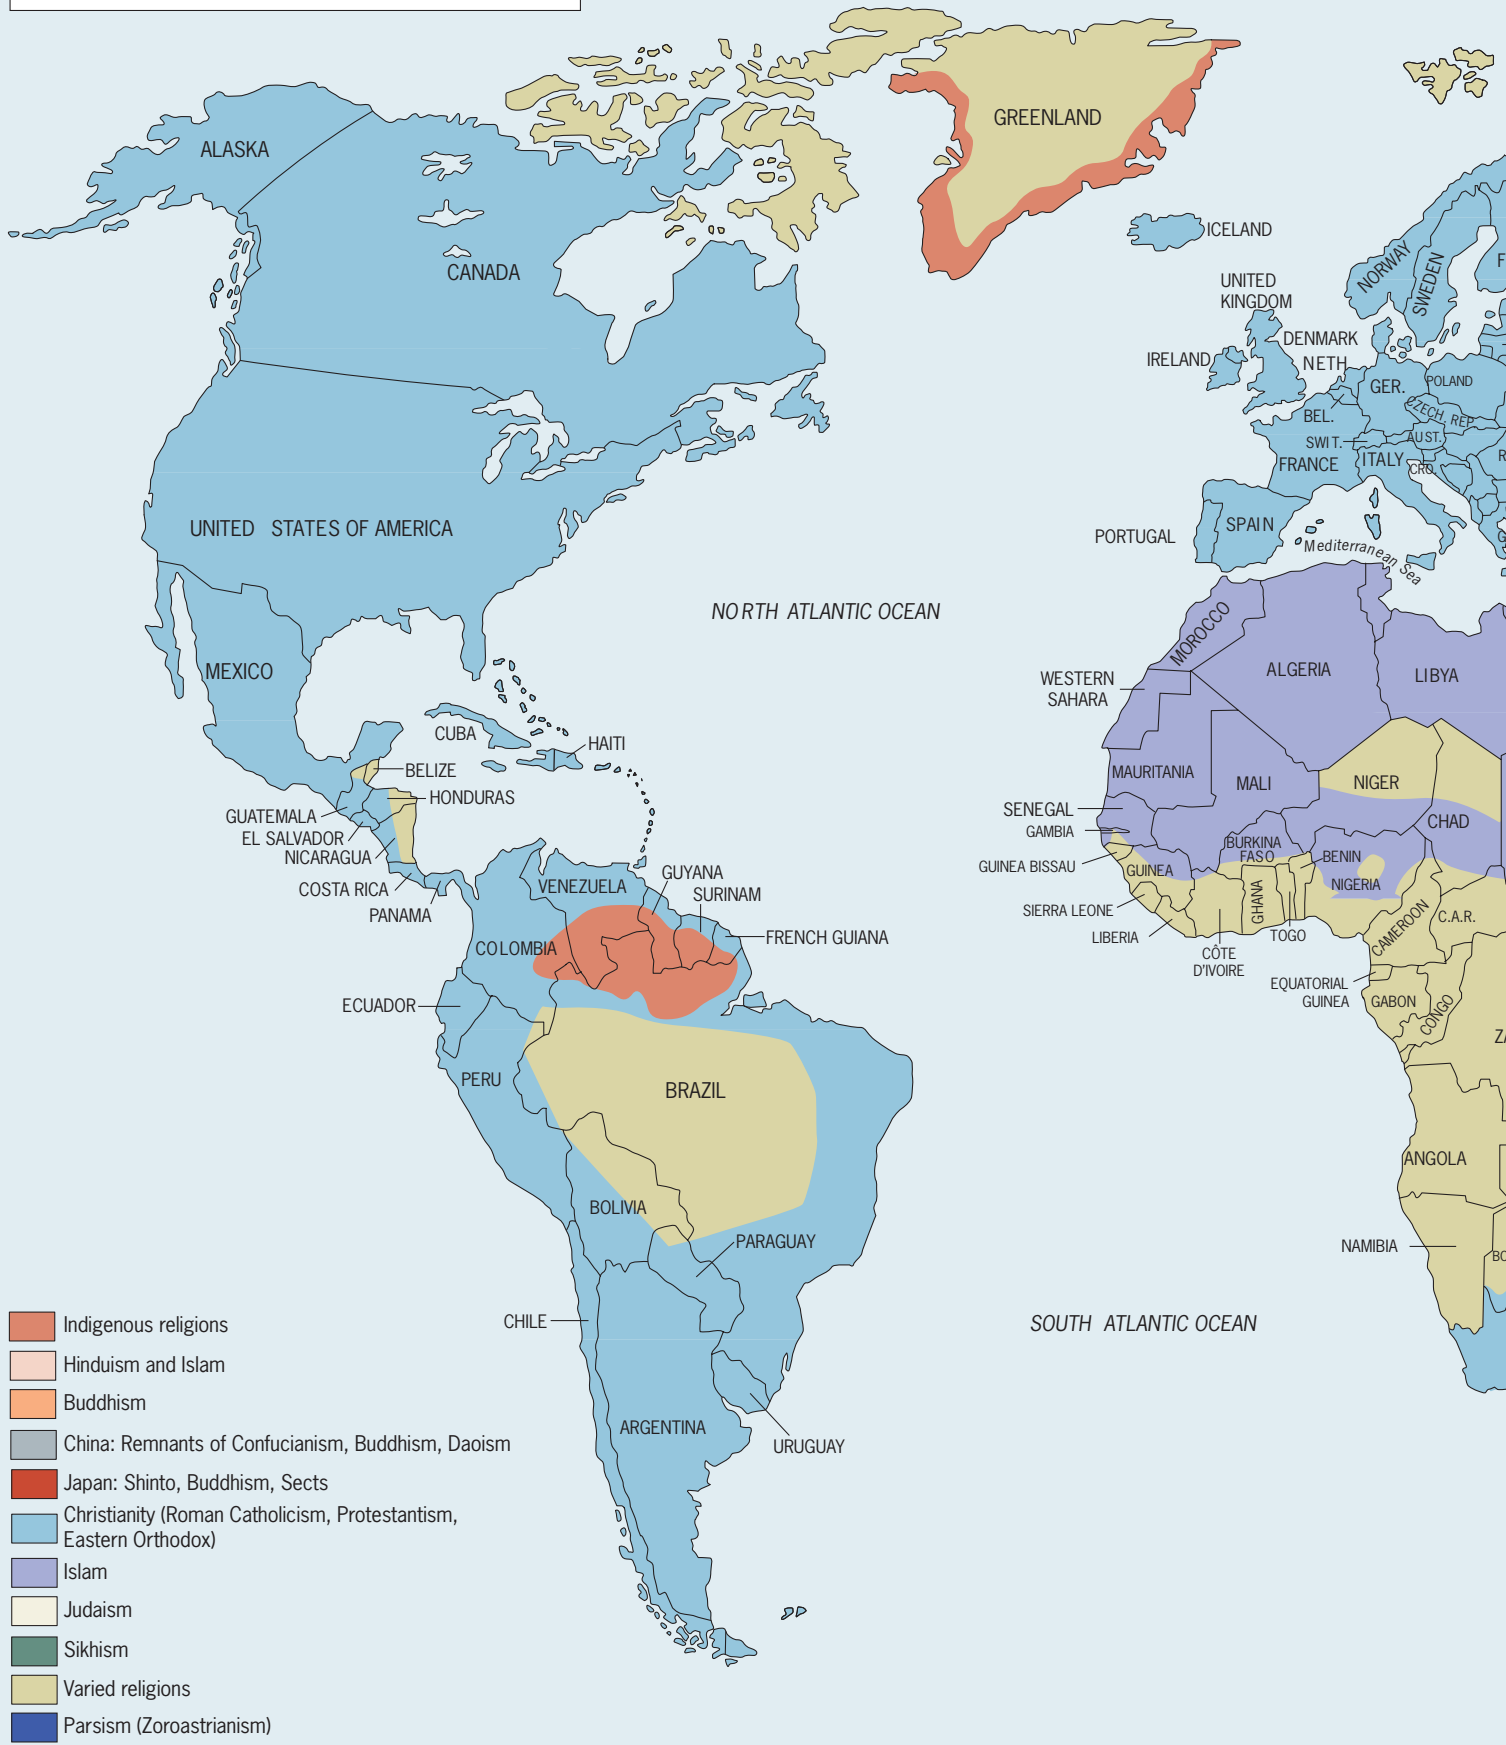 ALASKA
GREENLAND
CANADA
ICELAND
NORWAY
SWEDEN
F
UNITED
KINGDOM
DENMARK
IRELAND
NETH
GER.
POLAND
BEL.
CZECH. REP
SWIT.
AUST.
FRANCE
ITALY
CRO.
R
UNITED STATES OF AMERICA
PORTUGAL
SPAIN
G
Mediterranean Sea
NORTH ATLANTIC OCEAN
MOROCCO
MEXICO
WESTERN
SAHARA
ALGERIA
LIBYA
CUBA
HAITI
BELIZE
MAURITANIA
MALI
NIGER
HONDURAS
GUATEMALA
SENEGAL
CHAD
EL SALVADOR
GAMBIA
NICARAGUA
BURKINA
FASO
BENIN
GUINEA BISSAU
GUINEA
COSTA RICA
VENEZUELA
GUYANA
NIGERIA
SURINAM
PANAMA
GHANA
SIERRA LEONE
CAMEROON
C.A.R.
COLOMBIA
FRENCH GUIANA
LIBERIA
TOGO
CÔTE
D'IVOIRE
ECUADOR
EQUATORIAL
GUINEA
GABON
CONGO
ZA
PERU
BRAZIL
ANGOLA
BOLIVIA
PARAGUAY
NAMIBIA
BO
CHILE
SOUTH ATLANTIC OCEAN
ARGENTINA
URUGUAY
Indigenous religions
Hinduism and Islam
Buddhism
China: Remnants of Confucianism, Buddhism, Daoism
Japan: Shinto, Buddhism, Sects
Christianity (Roman Catholicism, Protestantism,
Eastern Orthodox)
Islam
Judaism
Sikhism
Varied religions
Parsism (Zoroastrianism)